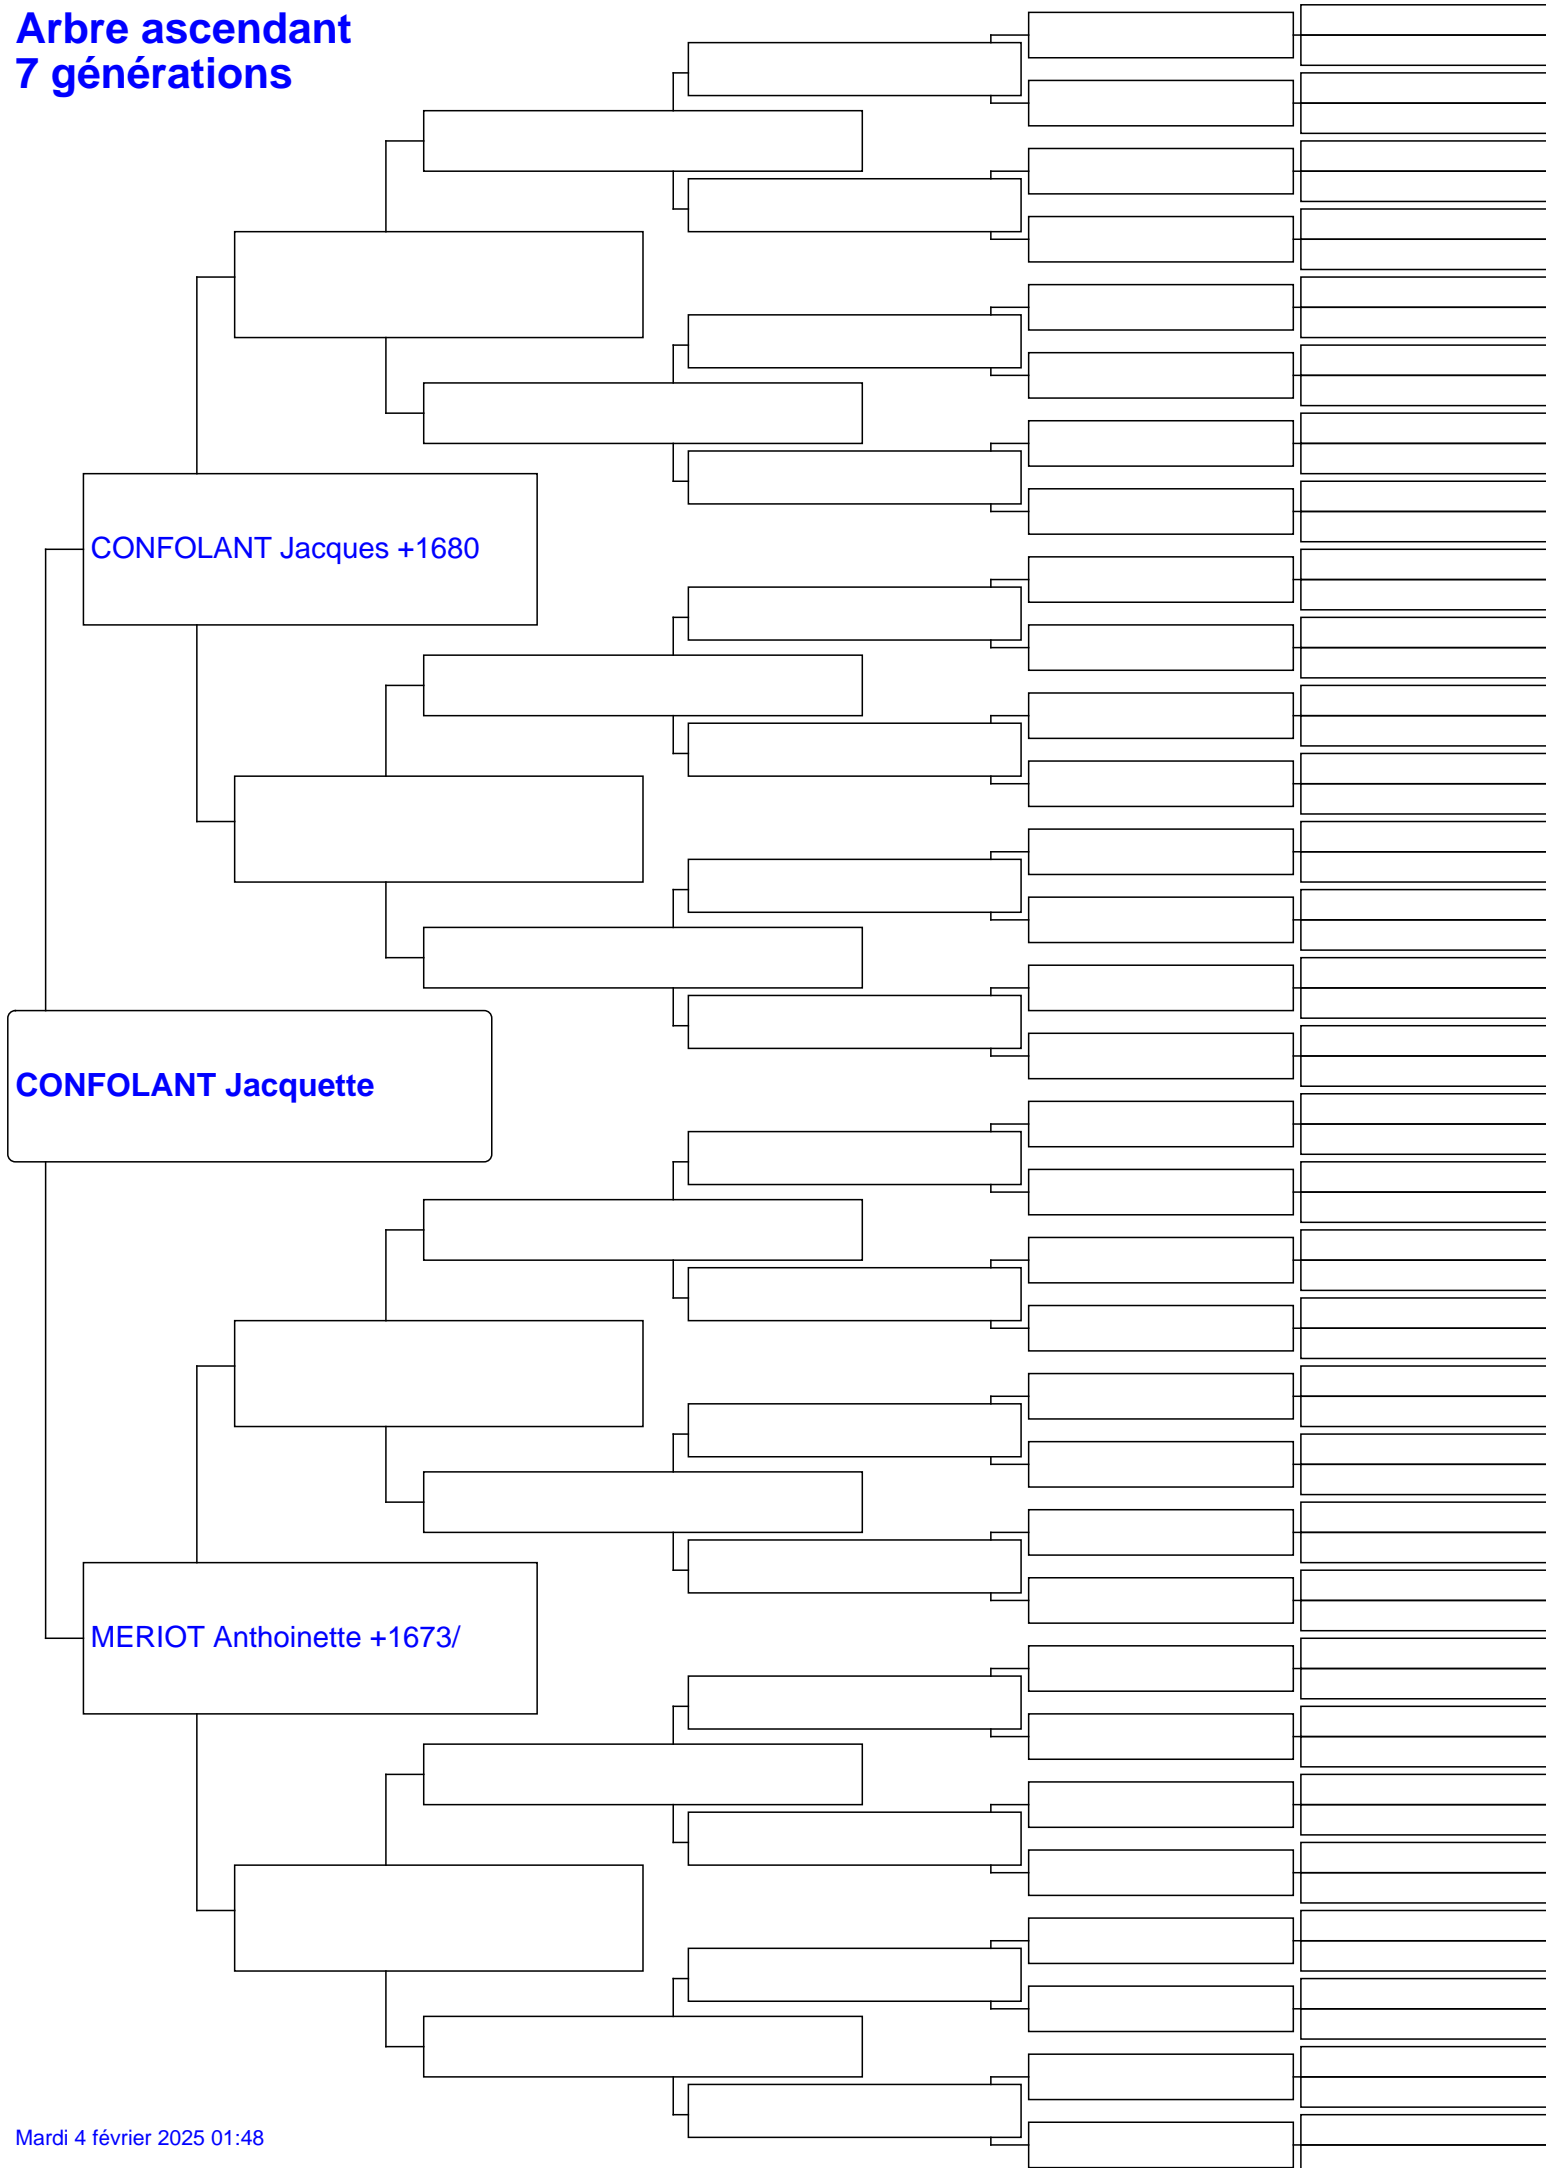 Arbre ascendant
7 générations
CONFOLANT Jacques +1680
CONFOLANT Jacquette
MERIOT Anthoinette +1673/
Mardi 4 février 2025 01:48